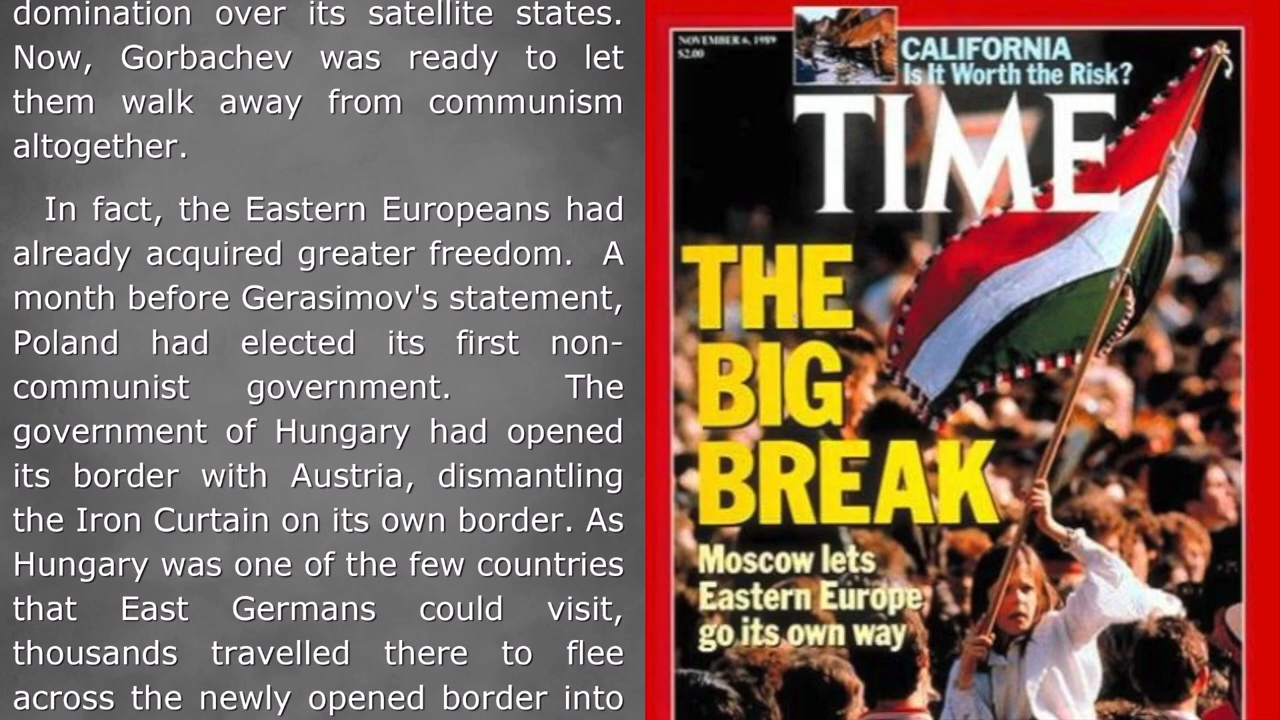 domination over its satellite states.
Now, Gorbachev was ready to let
them walk away from communism
altogether.
In fact, the Eastern Europeans had
already acquired greater freedom. A
month before Gerasimov's statement,
Poland had elected its first non-
communist government. The
government of Hungary had opened
its border with Austria, dismantling
the Iron Curtain on its own border. As
Hungary was one of the few countries
that East Germans could visit,
thousands travelled there to flee
across the newly opened border into
NOVEMBER 6, 1989
$2.00
CALIFORNIA
Is It Worth the Risk?
TIME
THE
BIG
BREAK
Moscow lets
Eastern Europe
go its own way